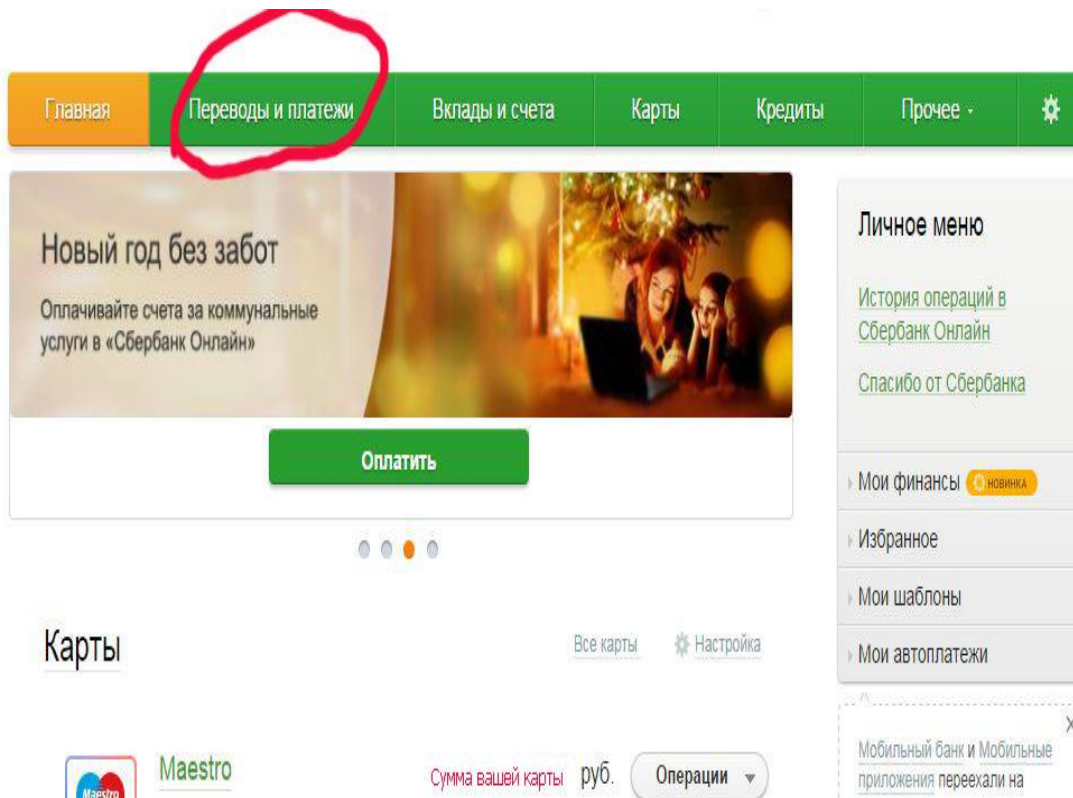 Главная Переводы и платежи Вклады и счета Карты Кредиты Прочее
Новый год без забот
Оплачивайте счета за коммунальные
услуги в «Сбербанк Онлайн»
Оплатить
Карты
Все карты Настройка
Maestro
Maestro
Сумма вашей карты руб. Операции
Личное меню
История операций в
Сбербанк Онлайн
Спасибо от Сбербанка
Мои финансы НОВИНКА
Избранное
Мои шаблоны
Мои автоплатежи
Мобильный банк и Мобильные
приложения переехали на